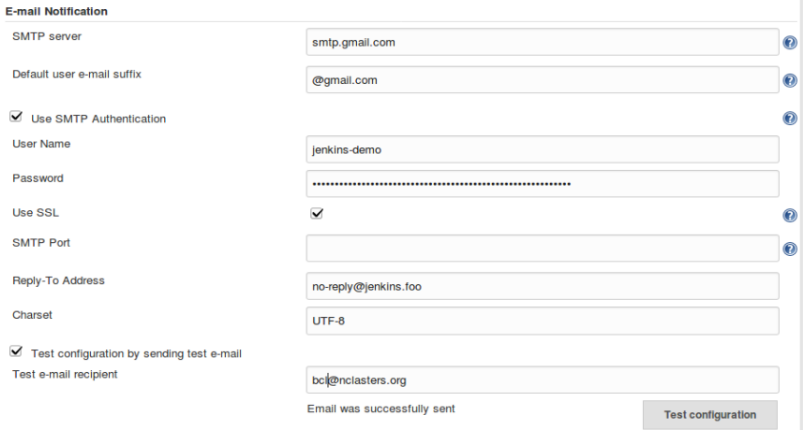 E-mail Notification
SMTP server smtp.gmail.com
Default user e-mail suffix @gmail.com
Use SMTP Authentication
User Name jenkins-demo
Password ••••••••••••••••••••••••••••••••••••••••••••••••••••••••••
Use SSL
SMTP Port
Reply-To Address no-reply@jenkins.foo
Charset UTF-8
Test configuration by sending test e-mail
Test e-mail recipient bcl@nclasters.org
Email was successfully sent Test configuration